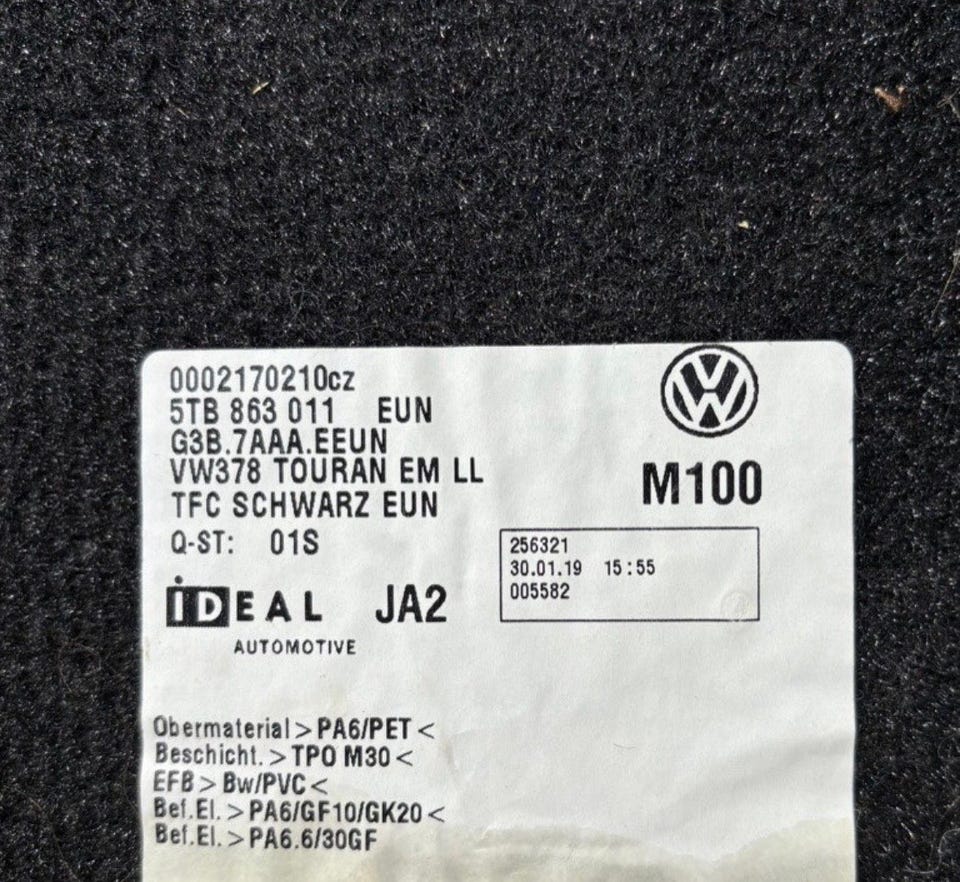 0002170210cz
5TB 863 011 EUN
G3B.7AAA.EEUN
VW378 TOURAN EM LL
TFC SCHWARZ EUN
Q-ST: 01S
M100
256321
30.01.19 15:55
005582
iDEAL JA2
AUTOMOTIVE
Obermaterial >PA6/PET<
Beschicht. >TPO M30<
EFB >Bw/PVC<
Bef.El. >PA6/GF10/GK20<
Bef.El. >PA6.6/30GF